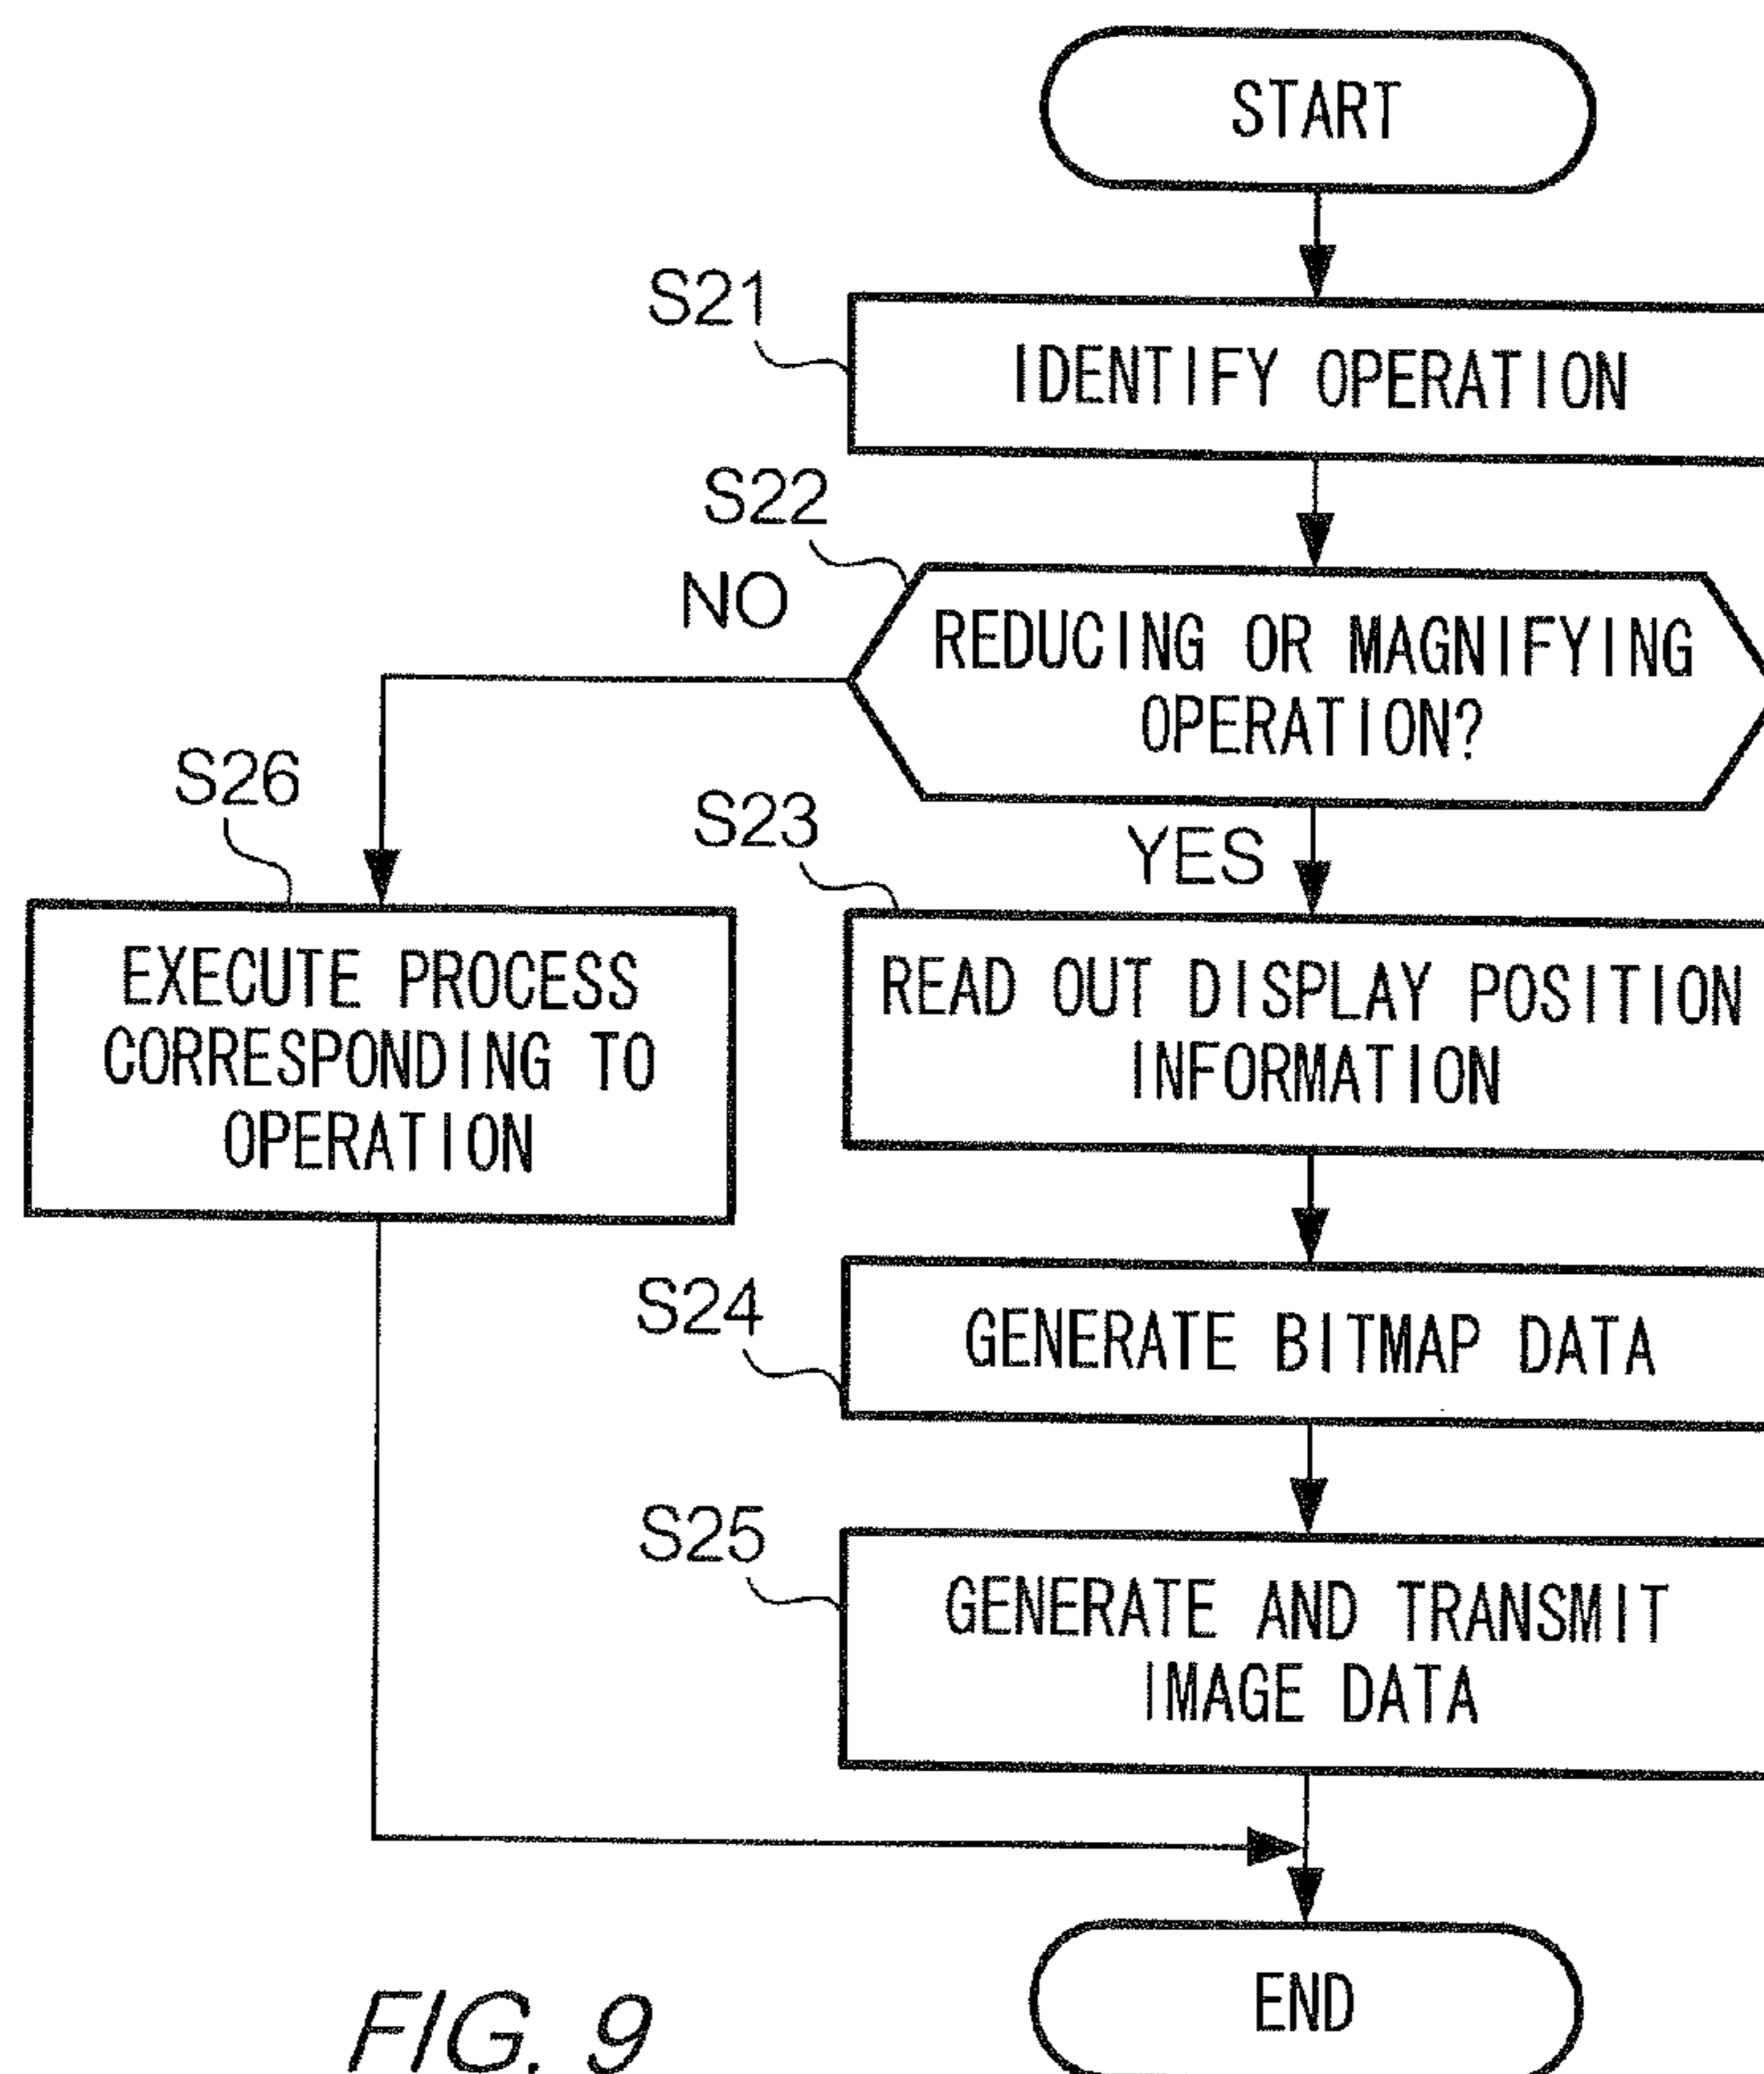 START
S21
IDENTIFY OPERATION
S22
NO
REDUCING OR MAGNIFYING
OPERATION?
S26
S23
YES
EXECUTE PROCESS
CORRESPONDING TO
OPERATION
READ OUT DISPLAY POSITION
INFORMATION
S24
GENERATE BITMAP DATA
S25
GENERATE AND TRANSMIT
IMAGE DATA
END
FIG. 9